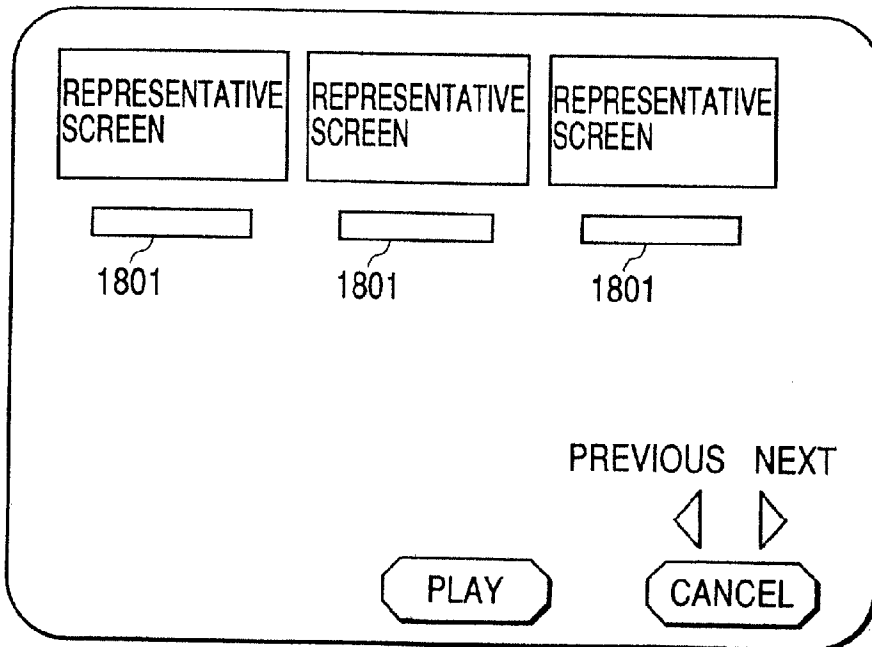 REPRESENTATIVE
SCREEN
REPRESENTATIVE
SCREEN
REPRESENTATIVE
SCREEN
1801
1801
1801
PREVIOUS NEXT
PLAY
CANCEL